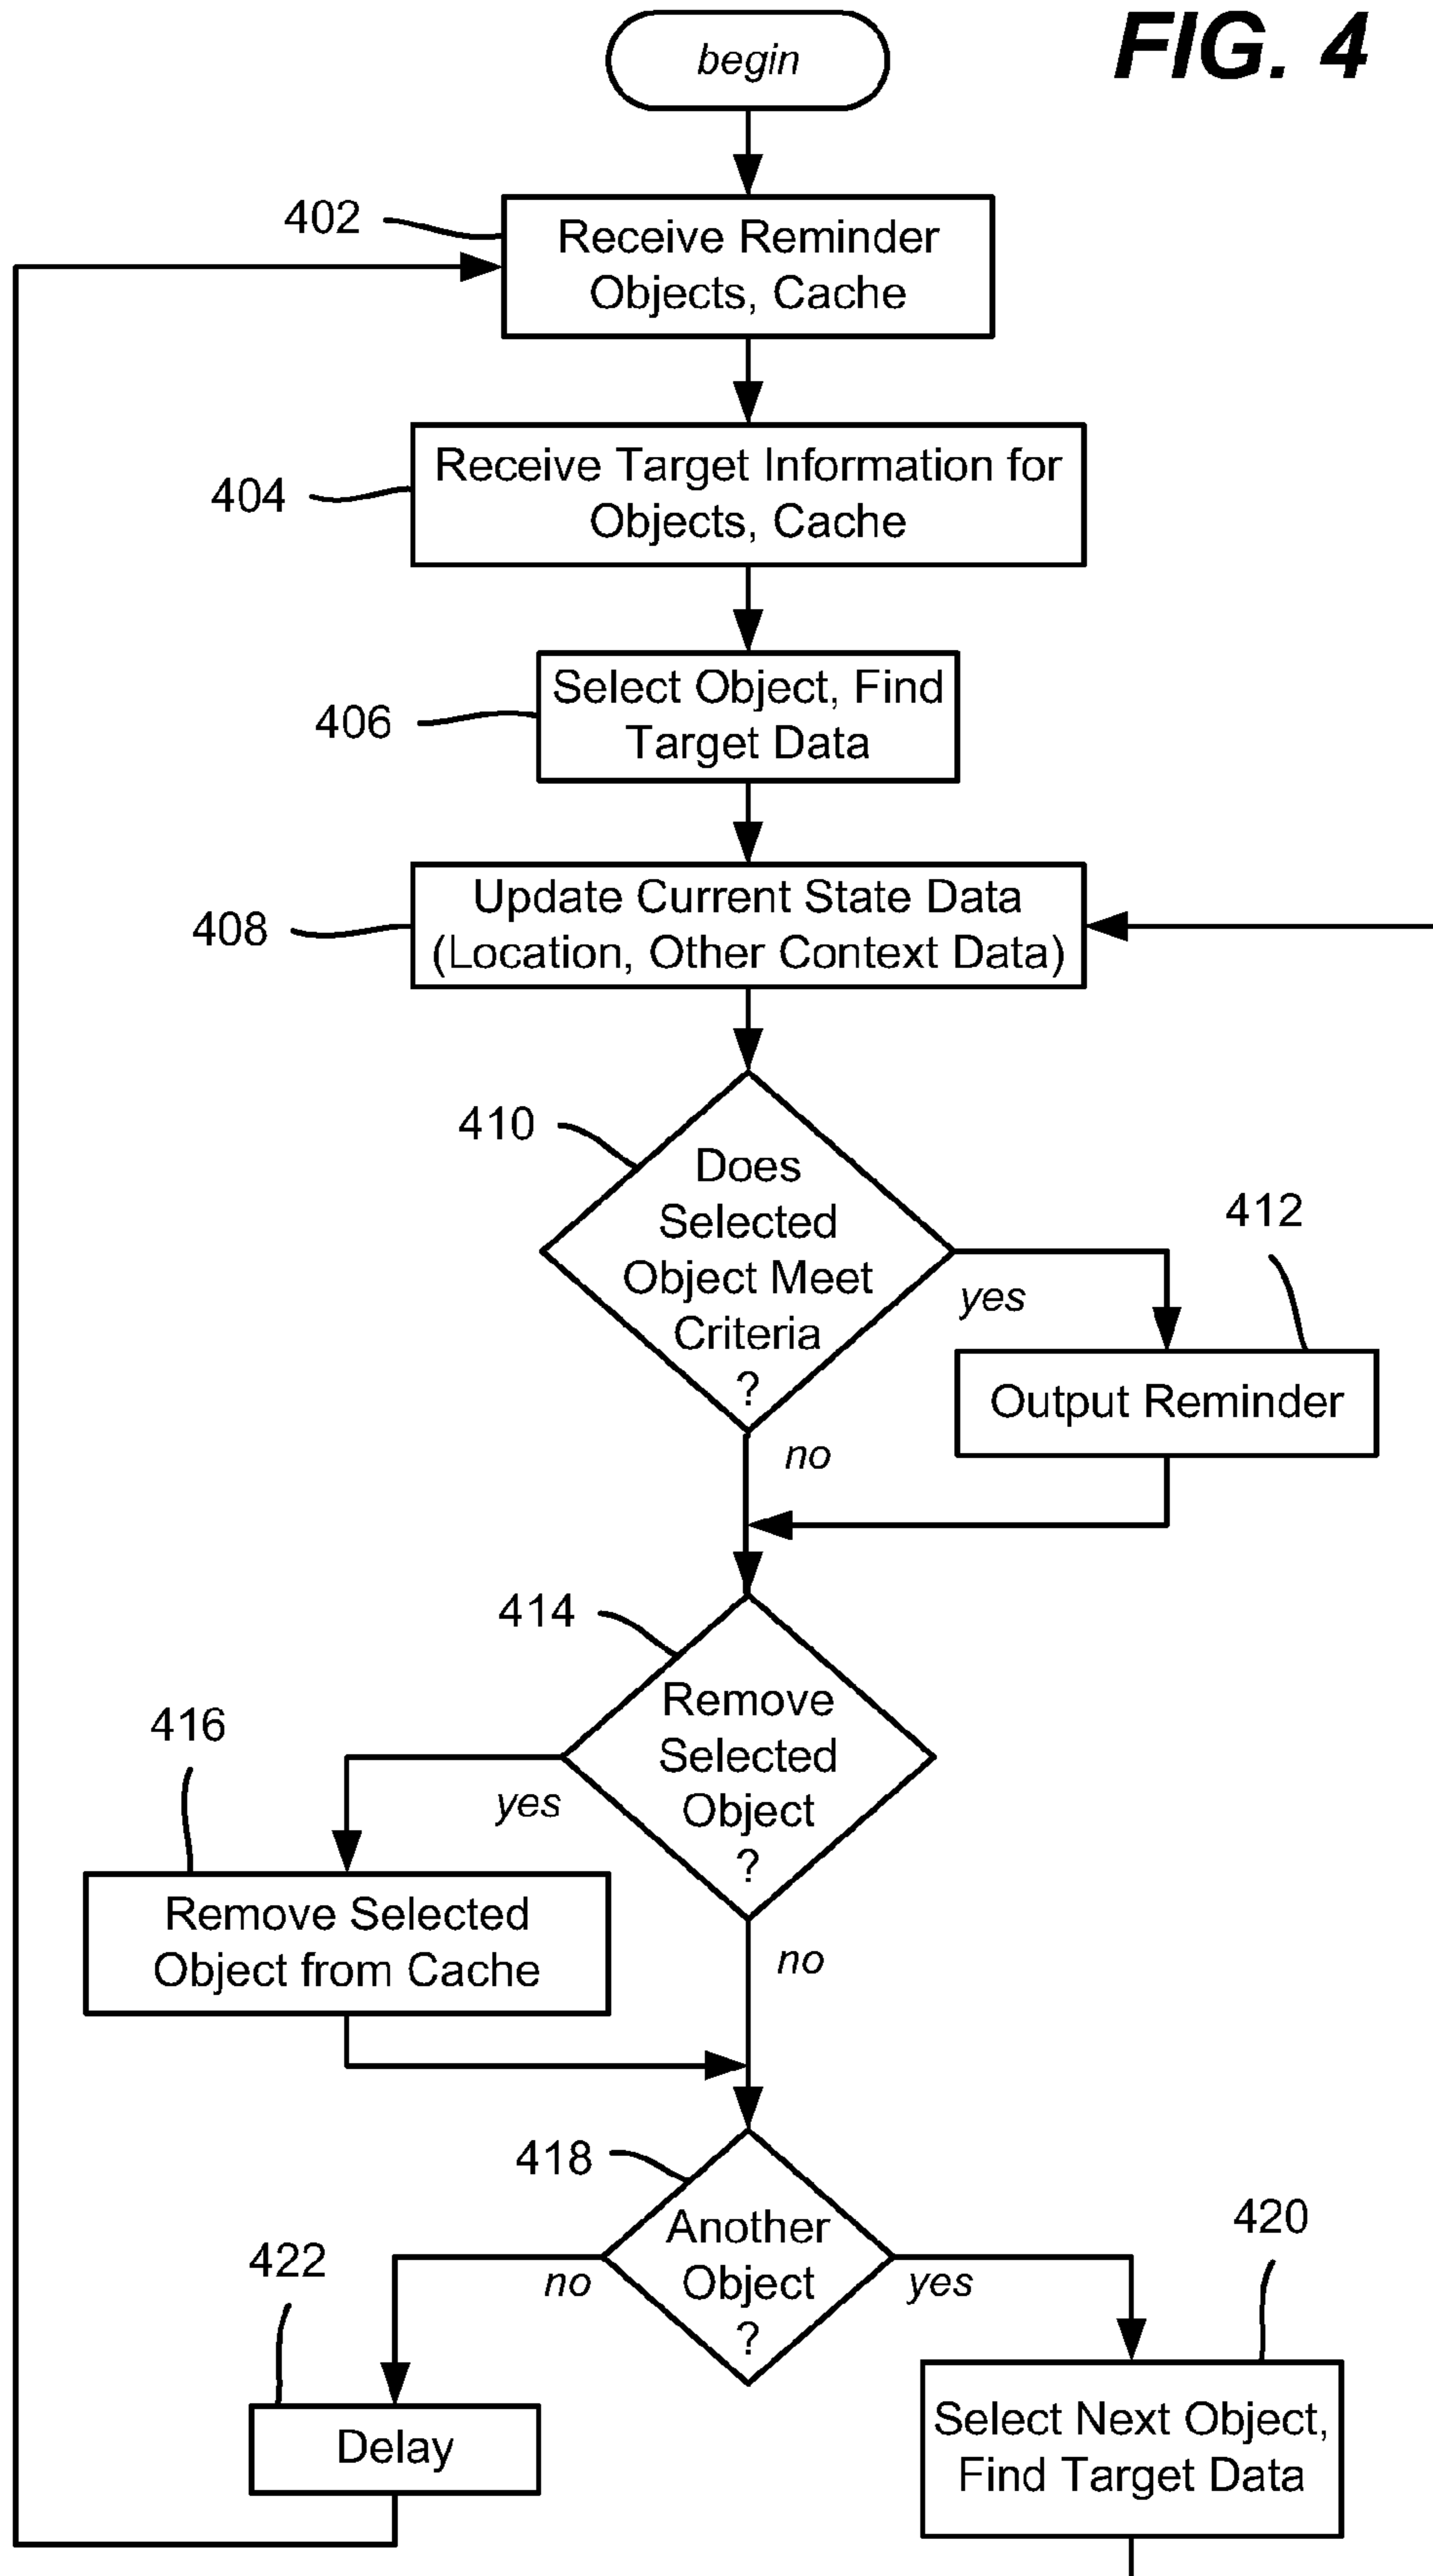 FIG. 4
begin
402
Receive Reminder
Objects, Cache
404
Receive Target Information for
Objects, Cache
406
Select Object, Find
Target Data
408
Update Current State Data
(Location, Other Context Data)
410
Does
Selected
Object Meet
Criteria
?
yes
412
Output Reminder
no
414
Remove
Selected
Object
?
yes
416
Remove Selected
Object from Cache
no
418
Another
Object
?
no
yes
422
Delay
420
Select Next Object,
Find Target Data